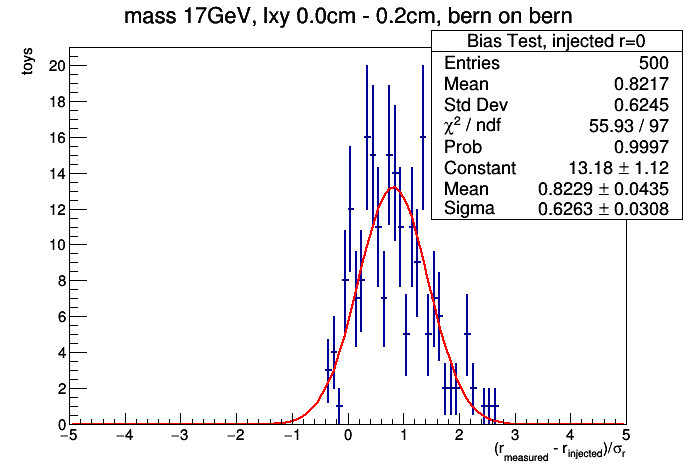 mass 17GeV, lxy 0.0cm - 0.2cm, bern on bern
Bias Test, injected r=0
Entries 500
Mean 0.8217
Std Dev 0.6245
χ² / ndf 55.93 / 97
Prob 0.9997
Constant 13.18 ± 1.12
Mean 0.8229 ± 0.0435
Sigma 0.6263 ± 0.0308
toys
20
18
16
14
12
10
8
6
4
2
0
−5 −4 −3 −2 −1 0 1 2 3 4 5
(r_measured - r_injected)/σ_r